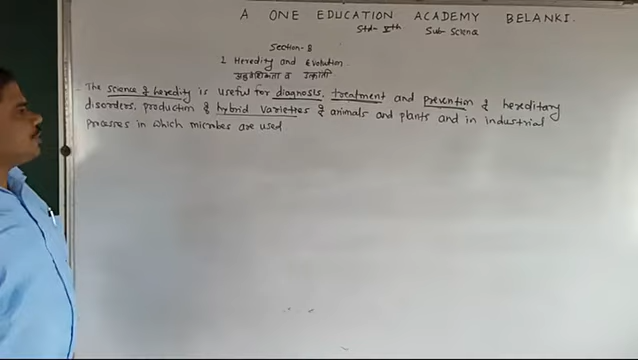 A ONE EDUCATION ACADEMY BELANKI.
Std- Xth Sub- Science
Section- B
1 Heredity and Evolution.
अनुवंशिकता व उत्क्रांती
The science of heredity is useful for diagnosis, treatment and prevention of hereditary
disorders, production of hybrid varieties of animals and plants and in industrial
processes in which microbes are used